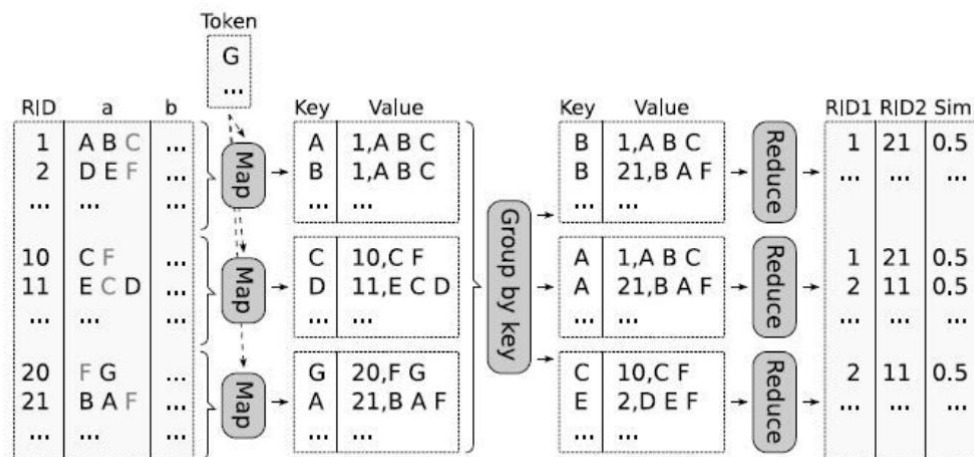 Token
G
...
RID a b Key Value Key Value RID1 RID2 Sim
1 A B C ... Map A 1,A B C B 1,A B C Reduce 1 21 0.5
2 D E F ... B 1,A B C B 21,B A F ... ... ...
... ... ... ... ... ... ...
Group by key
10 C F ... Map C 10,C F A 1,A B C Reduce 1 21 0.5
11 E C D ... D 11,E C D A 21,B A F 2 11 0.5
... ... ... ... ... ... ... ... ... ...
20 F G ... Map G 20,F G C 10,C F Reduce 2 11 0.5
21 B A F ... A 21,B A F E 2,D E F ... ... ...
... ... ... ... ... ... ...